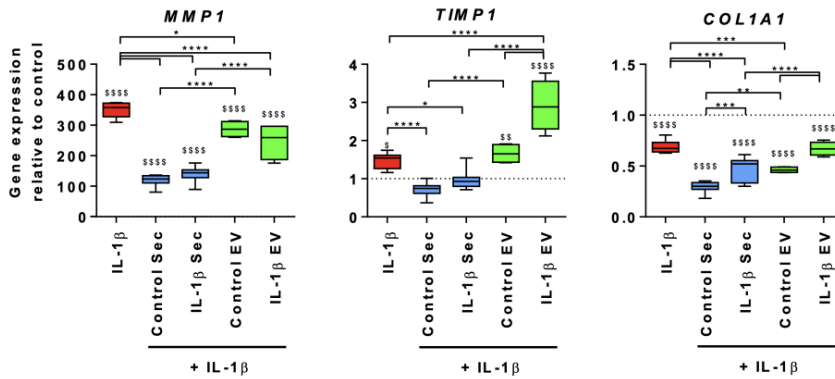 MMP1
TIMP1
COL1A1
Gene expression
relative to control
500
400
300
200
100
0
*
****
****
****
$$$$
$$$$
$$$$
$$$$
$$$$
IL-1β
Control Sec
IL-1β Sec
Control EV
IL-1β EV
+ IL-1β
4
3
2
1
0
****
****
****
*
****
$
$$
$$$$
IL-1β
Control Sec
IL-1β Sec
Control EV
IL-1β EV
+ IL-1β
1.5
1.0
0.5
0.0
***
****
****
**
***
$$$$
$$$$
$$$$
$$$$
$$$$
IL-1β
Control Sec
IL-1β Sec
Control EV
IL-1β EV
+ IL-1β